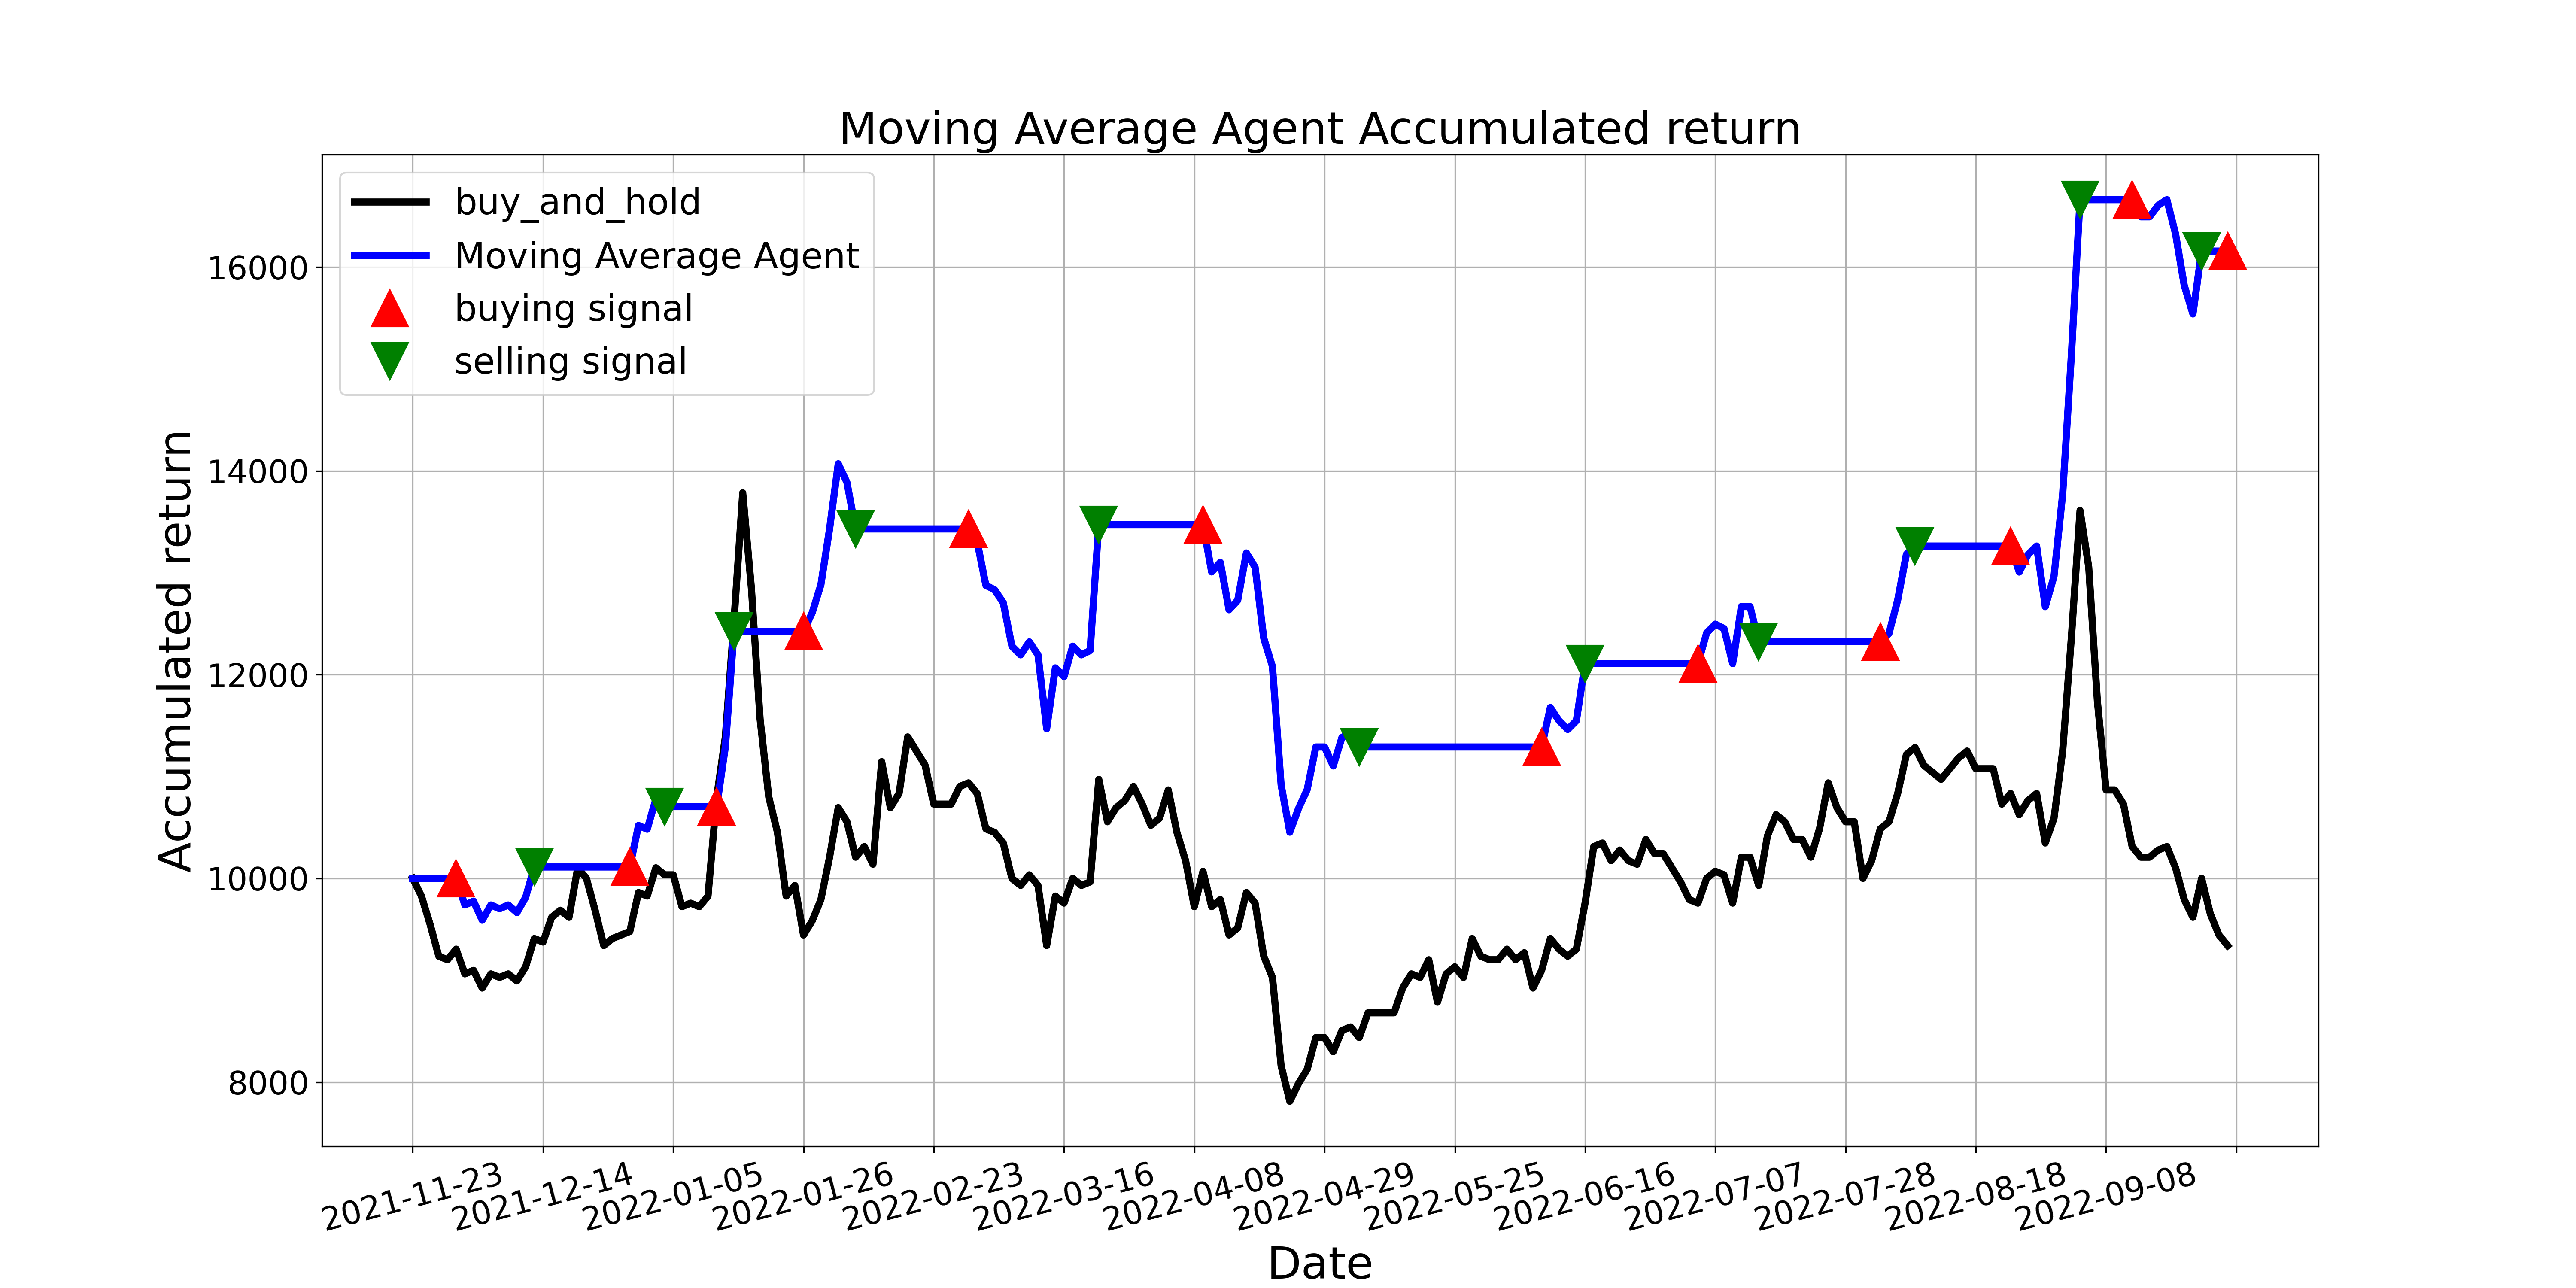 Moving Average Agent Accumulated return
buy_and_hold
Moving Average Agent
buying signal
selling signal
Accumulated return
16000
14000
12000
10000
8000
2021-11-23
2021-12-14
2022-01-05
2022-01-26
2022-02-23
2022-03-16
2022-04-08
2022-04-29
2022-05-25
2022-06-16
2022-07-07
2022-07-28
2022-08-18
2022-09-08
Date